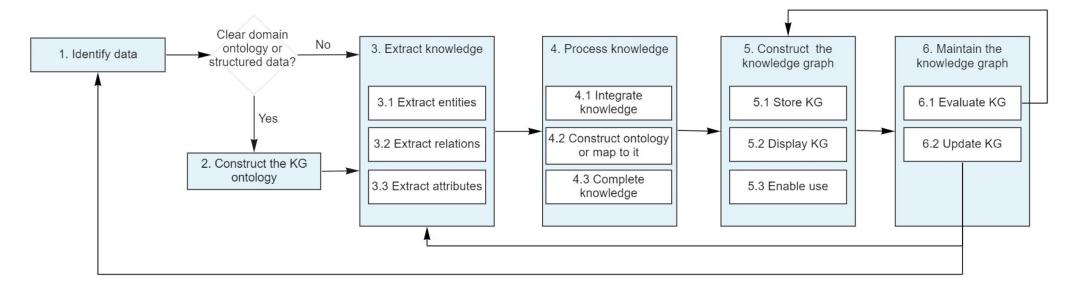 1. Identify data
Clear domain
ontology or
structured data?
No
Yes
2. Construct the KG
ontology
3. Extract knowledge
3.1 Extract entities
3.2 Extract relations
3.3 Extract attributes
4. Process knowledge
4.1 Integrate
knowledge
4.2 Construct ontology
or map to it
4.3 Complete
knowledge
5. Construct the
knowledge graph
5.1 Store KG
5.2 Display KG
5.3 Enable use
6. Maintain the
knowledge graph
6.1 Evaluate KG
6.2 Update KG